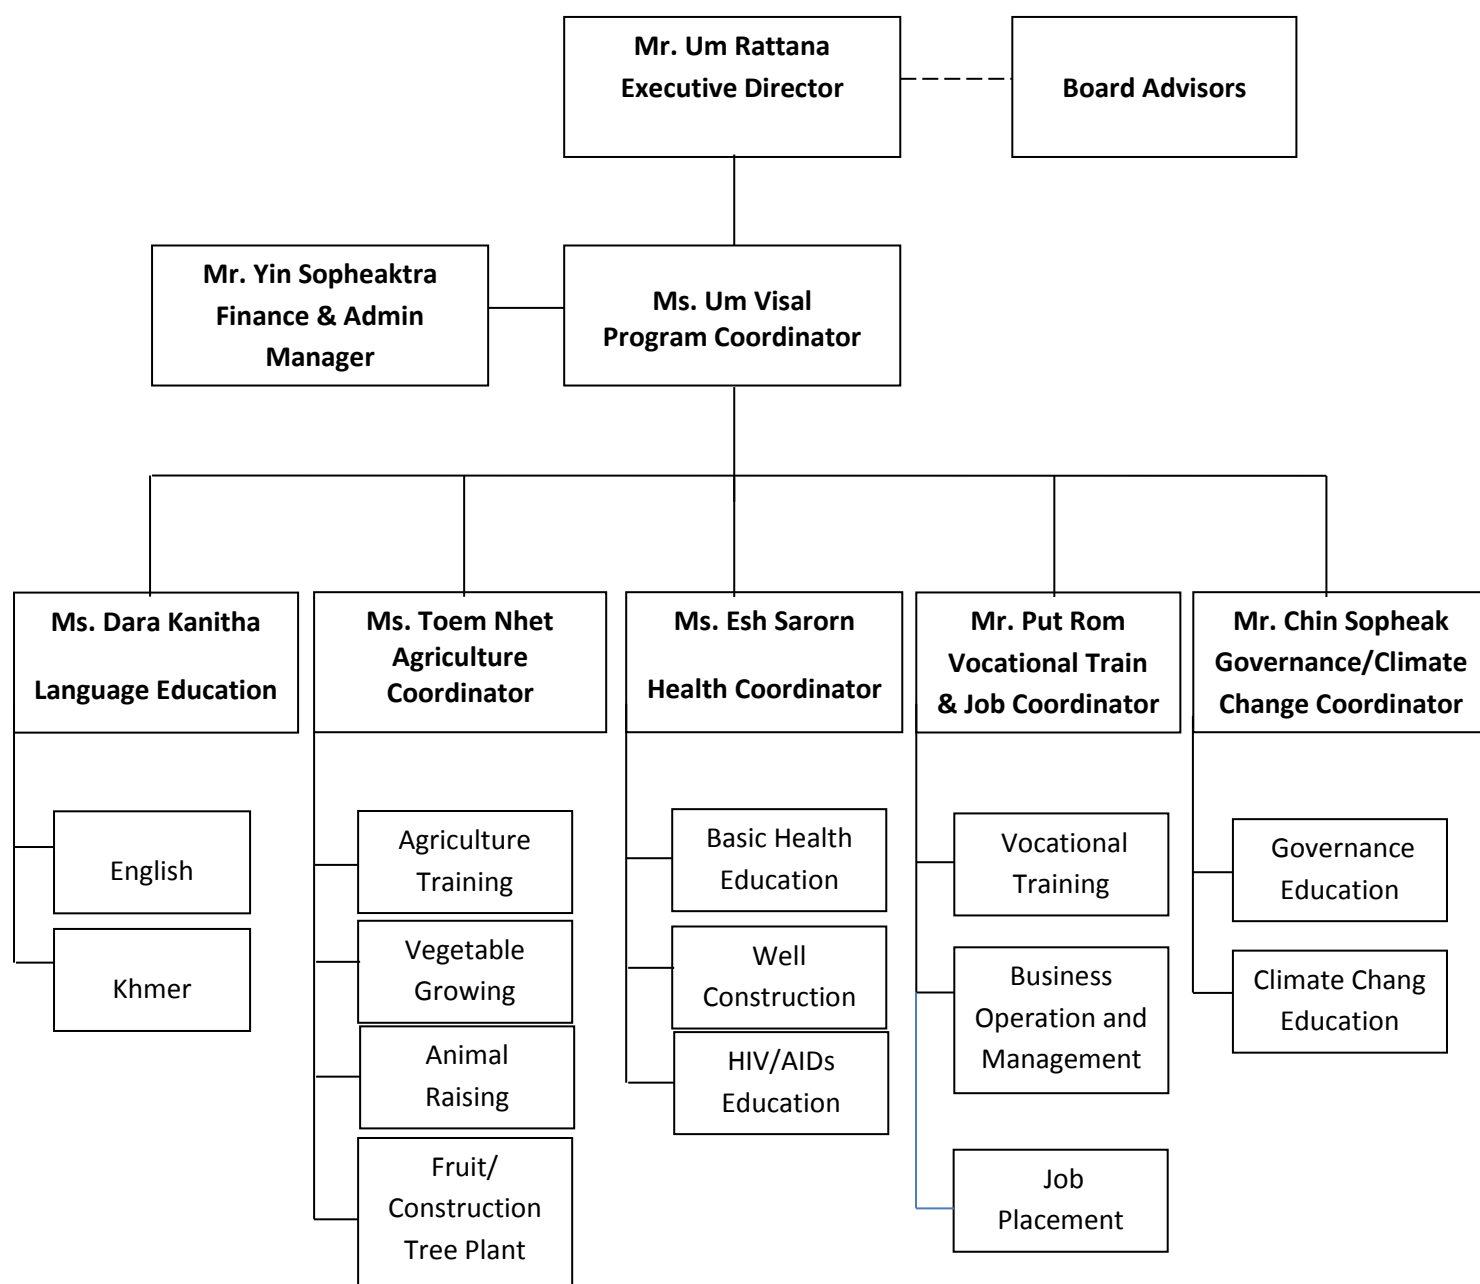 Mr. Um Rattana
Executive Director
Board Advisors
Mr. Yin Sopheaktra
Finance & Admin
Manager
Ms. Um Visal
Program Coordinator
Ms. Dara Kanitha
Language Education
Ms. Toem Nhet
Agriculture
Coordinator
Ms. Esh Sarorn
Health Coordinator
Mr. Put Rom
Vocational Train
& Job Coordinator
Mr. Chin Sopheak
Governance/Climate
Change Coordinator
English
Khmer
Agriculture
Training
Vegetable
Growing
Animal
Raising
Fruit/
Construction
Tree Plant
Basic Health
Education
Well
Construction
HIV/AIDs
Education
Vocational
Training
Business
Operation and
Management
Job
Placement
Governance
Education
Climate Chang
Education